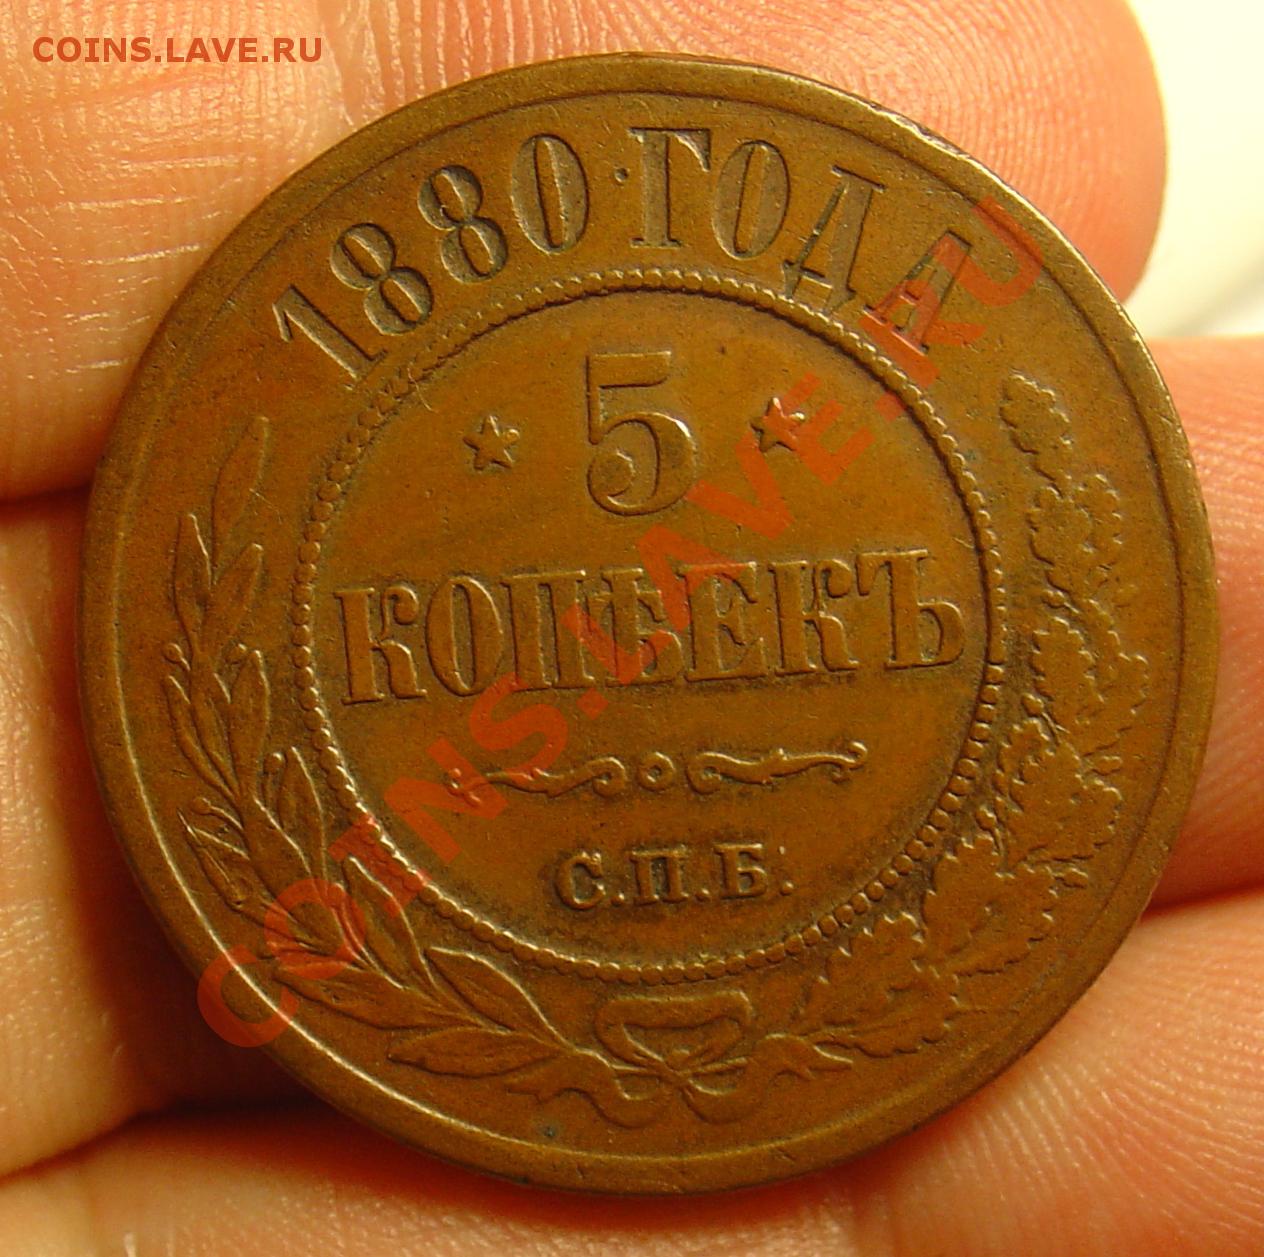 COINS.LAVE.RU
1880 ГОДА
5
КОПѢЕКЪ
С.П.Б.
COINS.LAVE.RU